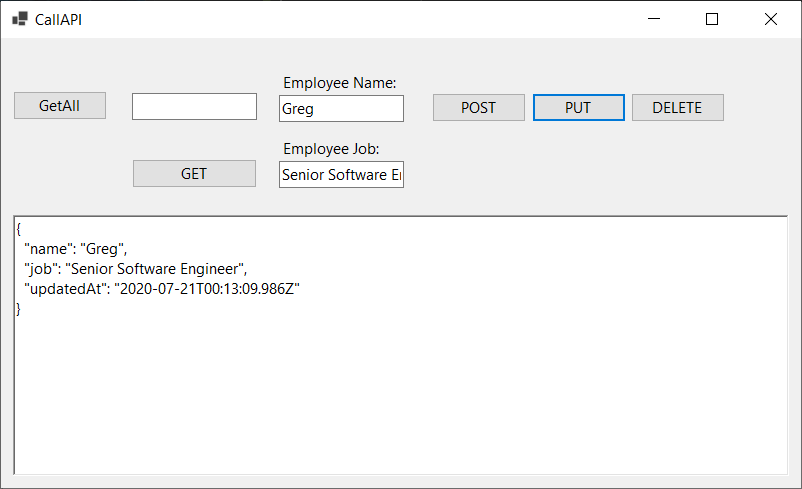 CallAPI
Employee Name:
GetAll
Greg
POST
PUT
DELETE
Employee Job:
GET
Senior Software En
{
"name": "Greg",
"job": "Senior Software Engineer",
"updatedAt": "2020-07-21T00:13:09.986Z"
}